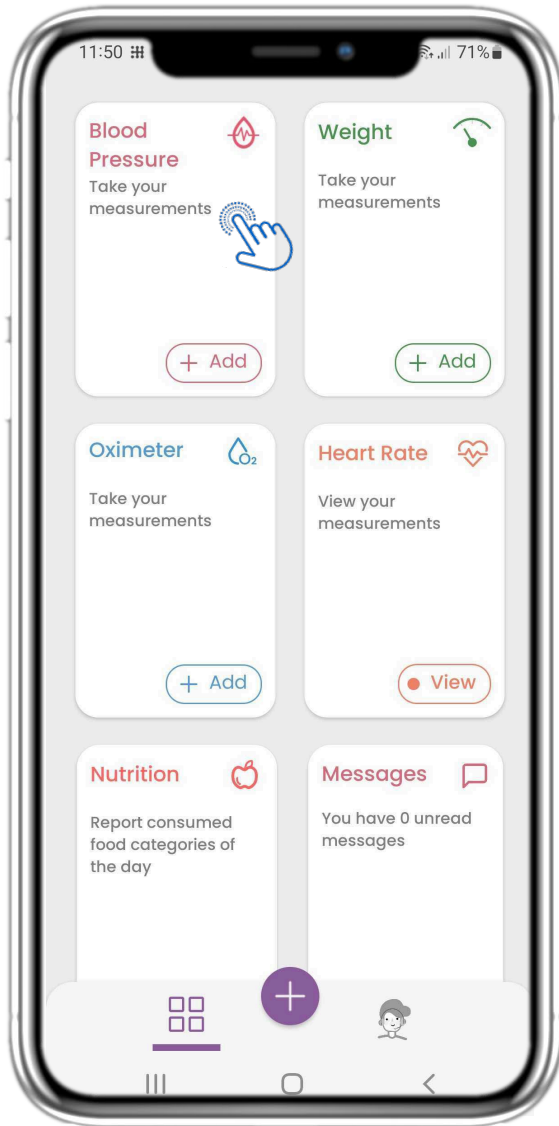 11:50
71%
Blood
Pressure
Take your
measurements
+ Add
Weight
Take your
measurements
+ Add
Oximeter
O₂
Take your
measurements
+ Add
Heart Rate
View your
measurements
View
Nutrition
Report consumed
food categories of
the day
Messages
You have 0 unread
messages